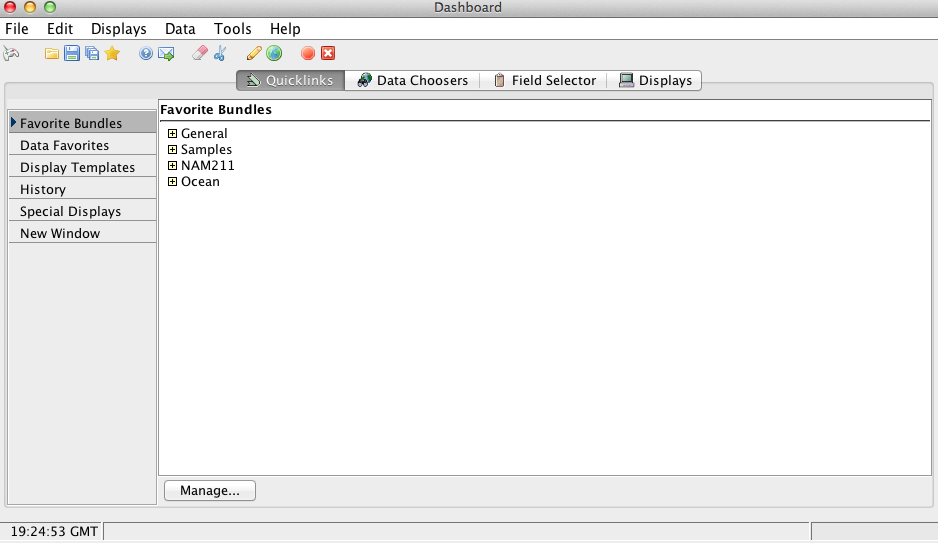 Dashboard
File Edit Displays Data Tools Help
Quicklinks Data Choosers Field Selector Displays
Favorite Bundles
Data Favorites
Display Templates
History
Special Displays
New Window
Favorite Bundles
General
Samples
NAM211
Ocean
Manage...
19:24:53 GMT